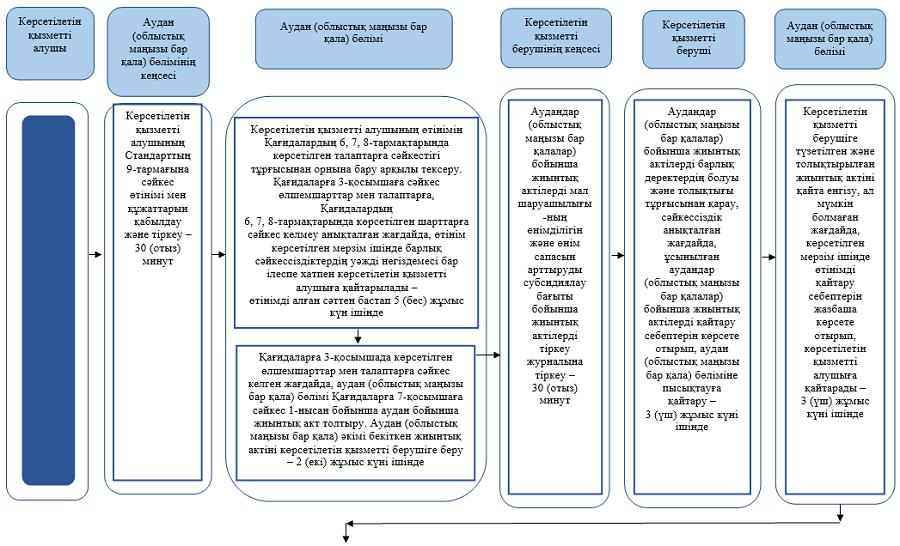 Көрсетілетін
қызметті
алушы
Аудан
(облыстық
маңызы бар
қала) бөлімінің
кеңсесі
Аудан (облыстық маңызы бар
қала) бөлімі
Көрсетілетін
қызметті
берушінің кеңсесі
Көрсетілетін
қызметті
беруші
Аудан (облыстық
маңызы бар қала)
бөлімі
Көрсетілетін
қызметті
алушының
Стандарттың
9-тармағына
сәйкес
өтінімі мен
құжаттарын
қабылдау
және тіркеу –
30 (отыз)
минут
Көрсетілетін қызметті алушының өтінімін
Қағидалардың 6, 7, 8-тармақтарында
көрсетілген талаптарға сәйкестігі
тұрғысынан орнына бару арқылы тексеру.
Қағидаларға 3-қосымшаға сәйкес
өлшемшарттар мен талаптарға,
Қағидалардың
6, 7, 8-тармақтарында көрсетілген шарттарға
сәйкес келмеу анықталған жағдайда, өтінім
көрсетілген мерзім ішінде барлық
сәйкессіздіктердің уәжді негіздемесі бар
ілеспе хатпен көрсетілетін қызметті
алушыға қайтарылады –
өтінімді алған сәттен бастап 5 (бес) жұмыс
күн ішінде
Қағидаларға 3-қосымшада көрсетілген
өлшемшарттар мен талаптарға сәйкес
келген жағдайда, аудан (облыстық маңызы
бар қала) бөлімі Қағидаларға 7-қосымшаға
сәйкес 1-нысан бойынша аудан бойынша
жиынтық акт толтыру. Аудан (облыстық
маңызы бар қала) әкімі бекіткен жиынтық
актіні көрсетілетін қызметті берушіге беру
– 2 (екі) жұмыс күні ішінде
Аудандар
(облыстық
маңызы бар
қалалар)
бойынша
жиынтық
актілерді мал
шаруашылығы
-ның
өнімділігін
және өнім
сапасын
арттыруды
субсидиялау
бағыты
бойынша
жиынтық
актілерді
тіркеу
журналына
тіркеу –
30 (отыз)
минут
Аудандар
(облыстық маңызы
бар қалалар)
бойынша жиынтық
актілерді барлық
деректердің болуы
және толықтығы
тұрғысынан қарау,
сәйкессіздік
анықталған
жағдайда,
ұсынылған
аудандар
(облыстық маңызы
бар қалалар)
бойынша жиынтық
актілерді қайтару
себептерін көрсете
отырып, аудан
(облыстық маңызы
бар қала) бөліміне
пысықтауға
қайтару –
3 (үш) жұмыс күні
ішінде
Көрсетілетін
қызметті
берушіге
түзетілген және
толықтырылған
жиынтық актіні
қайта енгізу, ал
мүмкін
болмаған
жағдайда,
көрсетілген
мерзім ішінде
өтінімді
қайтару
себептерін
жазбаша
көрсете
отырып,
көрсетілетін
қызметті
алушыға
қайтарады –
3 (үш) жұмыс
күні ішінде